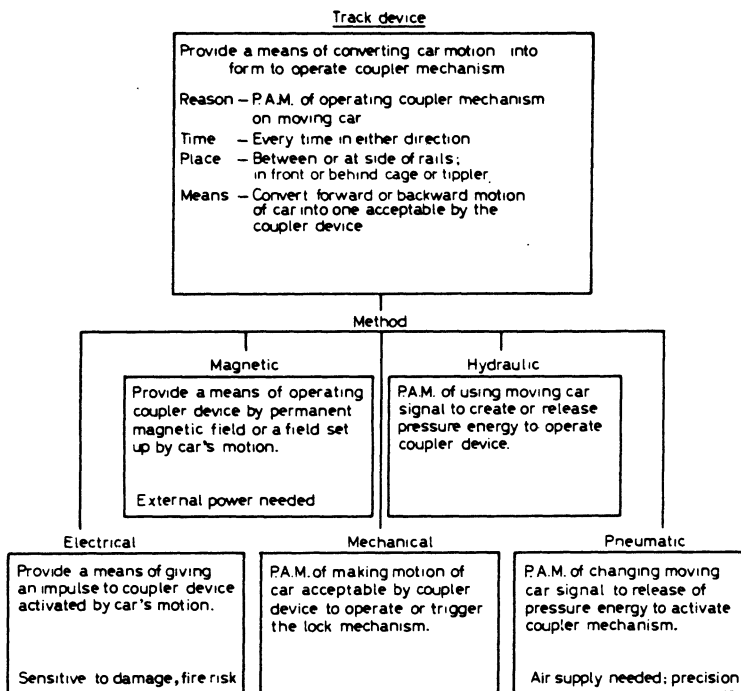 Track device
Provide a means of converting car motion into
form to operate coupler mechanism
Reason – P.A.M. of operating coupler mechanism
on moving car
Time – Every time in either direction
Place – Between or at side of rails;
in front or behind cage or tippler
Means – Convert forward or backward motion
of car into one acceptable by the
coupler device
Method
Magnetic
Provide a means of operating
coupler device by permanent
magnetic field or a field set
up by car's motion.
External power needed
Hydraulic
P.A.M. of using moving car
signal to create or release
pressure energy to operate
coupler device.
Electrical
Provide a means of giving
an impulse to coupler device
activated by car's motion.
Sensitive to damage, fire risk
Mechanical
P.A.M. of making motion of
car acceptable by coupler
device to operate or trigger
the lock mechanism.
Pneumatic
P.A.M. of changing moving
car signal to release of
pressure energy to activate
coupler mechanism.
Air supply needed; precision